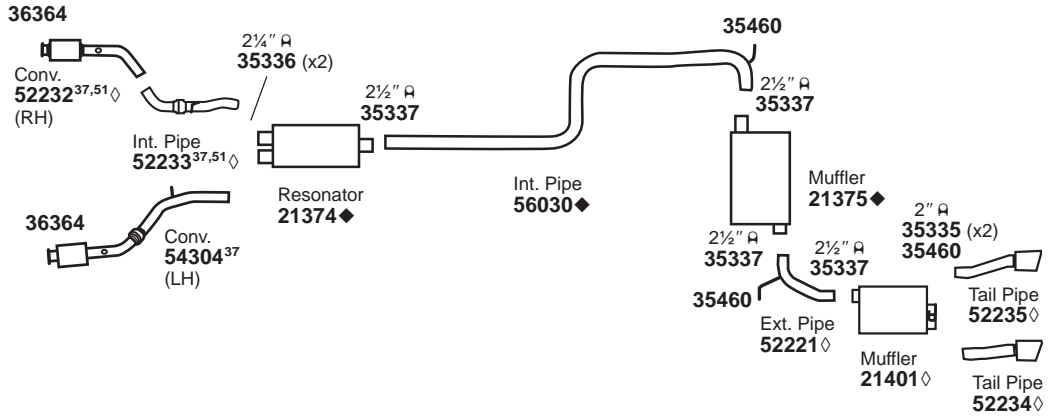 36364
Conv.
52232³⁷,⁵¹◊
(RH)
2¼″
35336 (x2)
Int. Pipe
52233³⁷,⁵¹◊
36364
Conv.
54304³⁷
(LH)
2½″
35337
Resonator
21374◆
Int. Pipe
56030◆
35460
2½″
35337
Muffler
21375◆
2½″
35337
35460
Ext. Pipe
52221◊
2½″
35337
2″
35335 (x2)
35460
Muffler
21401◊
Tail Pipe
52235◊
Tail Pipe
52234◊